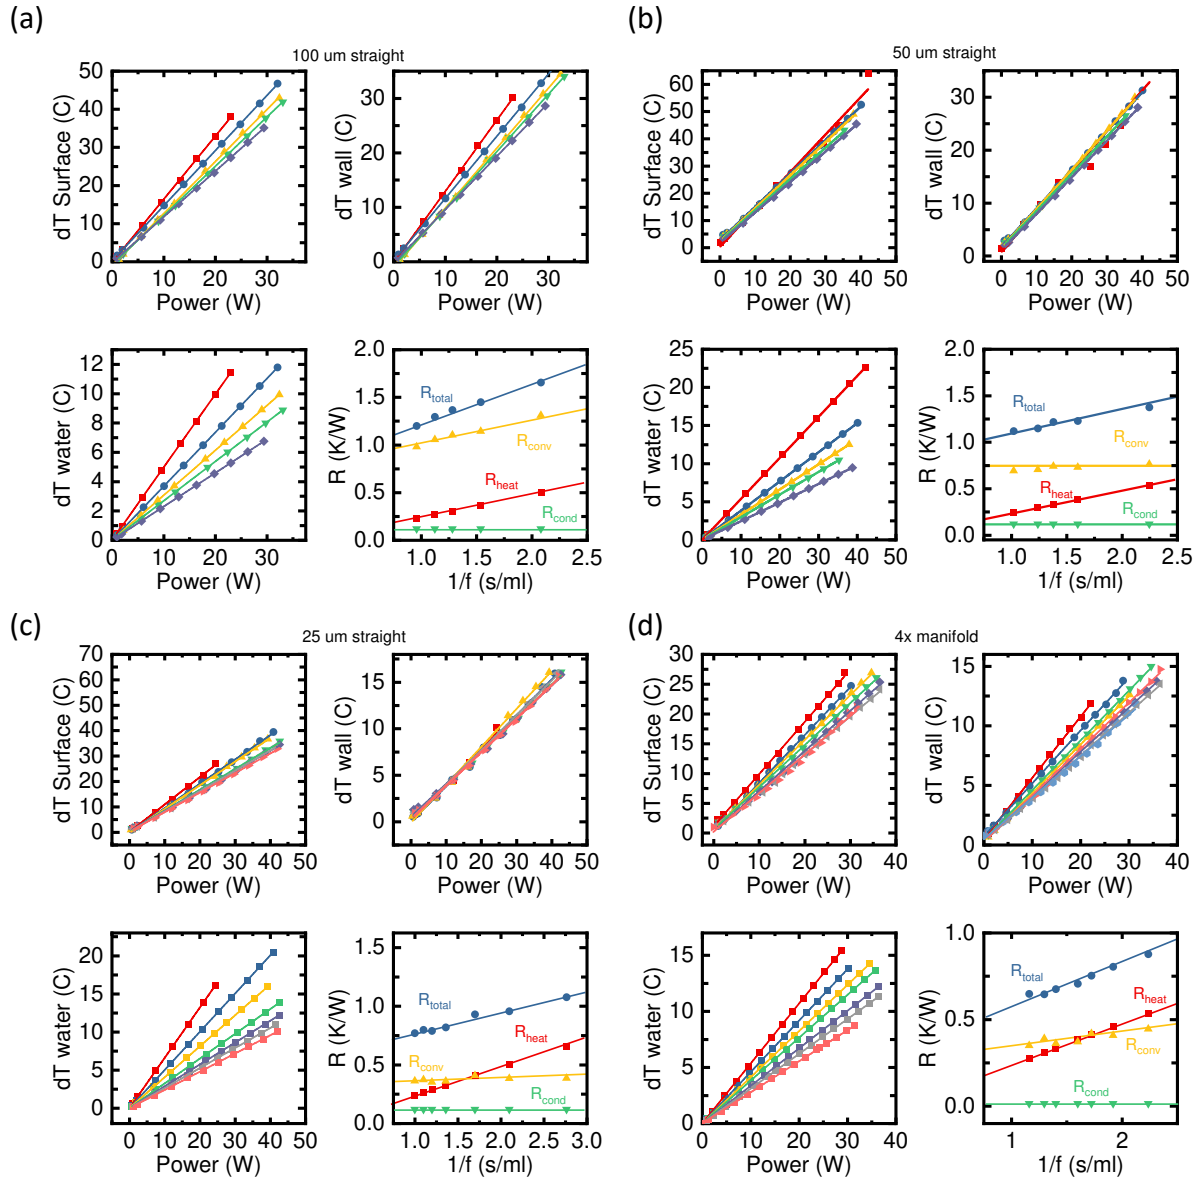 (a)
100 um straight
50
40
30
20
10
0
dT Surface (C)
0 10 20 30
Power (W)
30
20
10
0
dT wall (C)
0 10 20 30
Power (W)
12
10
8
6
4
2
0
dT water (C)
0 10 20 30
Power (W)
2.0
1.5
1.0
0.5
0.0
R (K/W)
Rtotal
Rconv
Rheat
Rcond
1.0 1.5 2.0 2.5
1/f (s/ml)
(b)
50 um straight
60
50
40
30
20
10
0
dT Surface (C)
0 10 20 30 40 50
Power (W)
30
20
10
0
dT wall (C)
0 10 20 30 40 50
Power (W)
25
20
15
10
5
0
dT water (C)
0 10 20 30 40 50
Power (W)
2.0
1.5
1.0
0.5
0.0
R (K/W)
Rtotal
Rconv
Rheat
Rcond
1.0 1.5 2.0 2.5
1/f (s/ml)
(c)
25 um straight
70
60
50
40
30
20
10
0
dT Surface (C)
0 10 20 30 40 50
Power (W)
15
10
5
0
dT wall (C)
0 10 20 30 40 50
Power (W)
20
15
10
5
0
dT water (C)
0 10 20 30 40 50
Power (W)
1.5
1.0
0.5
0.0
R (K/W)
Rtotal
Rheat
Rconv
Rcond
1.0 1.5 2.0 2.5 3.0
1/f (s/ml)
(d)
4x manifold
30
25
20
15
10
5
0
dT Surface (C)
0 10 20 30 40
Power (W)
15
10
5
0
dT wall (C)
0 10 20 30 40
Power (W)
15
10
5
0
dT water (C)
0 10 20 30 40
Power (W)
1.0
0.5
0.0
R (K/W)
Rtotal
Rheat
Rconv
Rcond
1 2
1/f (s/ml)